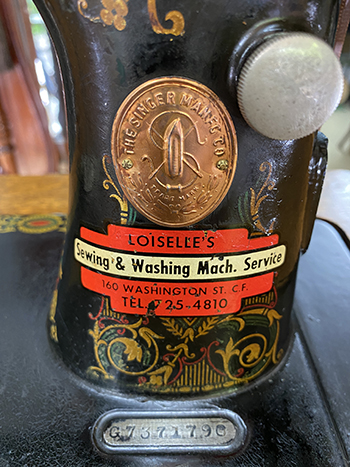 THE SINGER MANFG CO
TRADE MARK
LOISELLE'S
Sewing & Washing Mach. Service
160 WASHINGTON ST. C.F.
TEL. 725-4810
G7371790